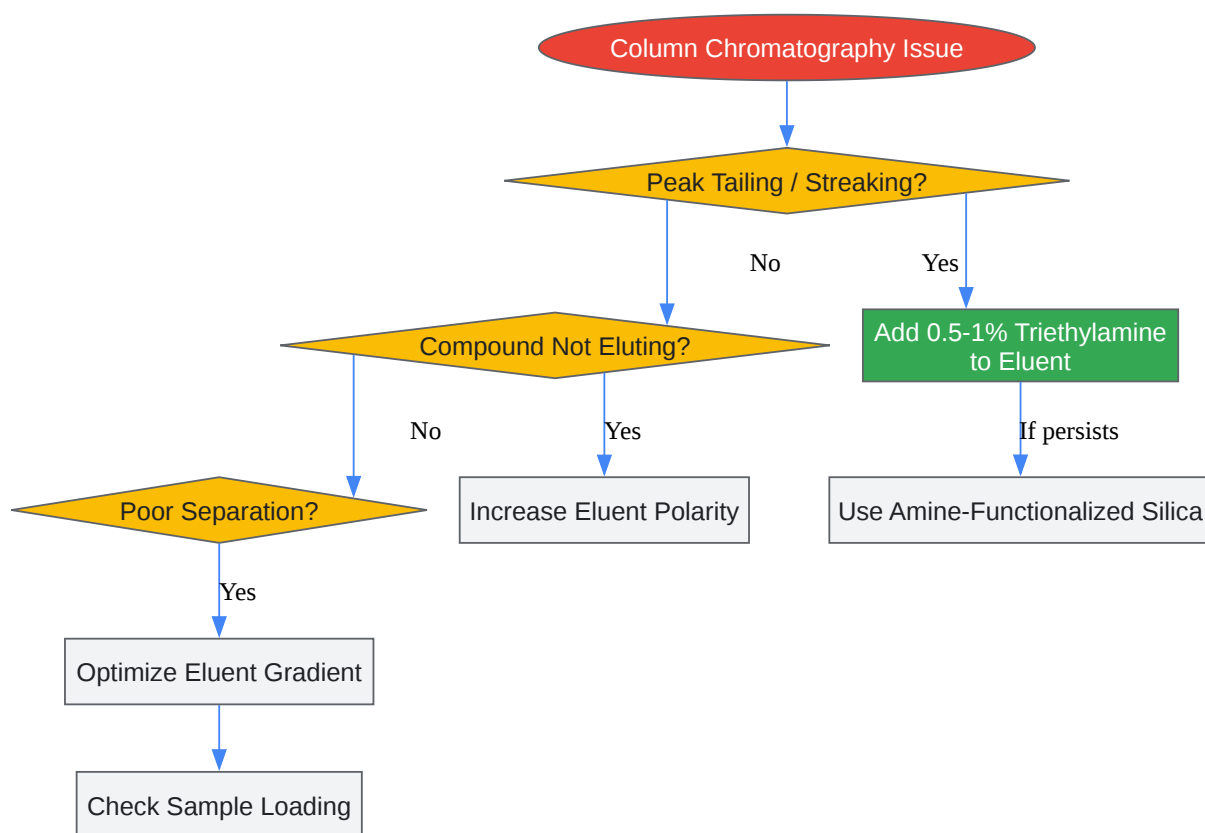 Column Chromatography Issue
Peak Tailing / Streaking?
No
Yes
Compound Not Eluting?
Add 0.5-1% Triethylamine
to Eluent
No
Yes
If persists
Poor Separation?
Increase Eluent Polarity
Use Amine-Functionalized Silica
Yes
Optimize Eluent Gradient
Check Sample Loading